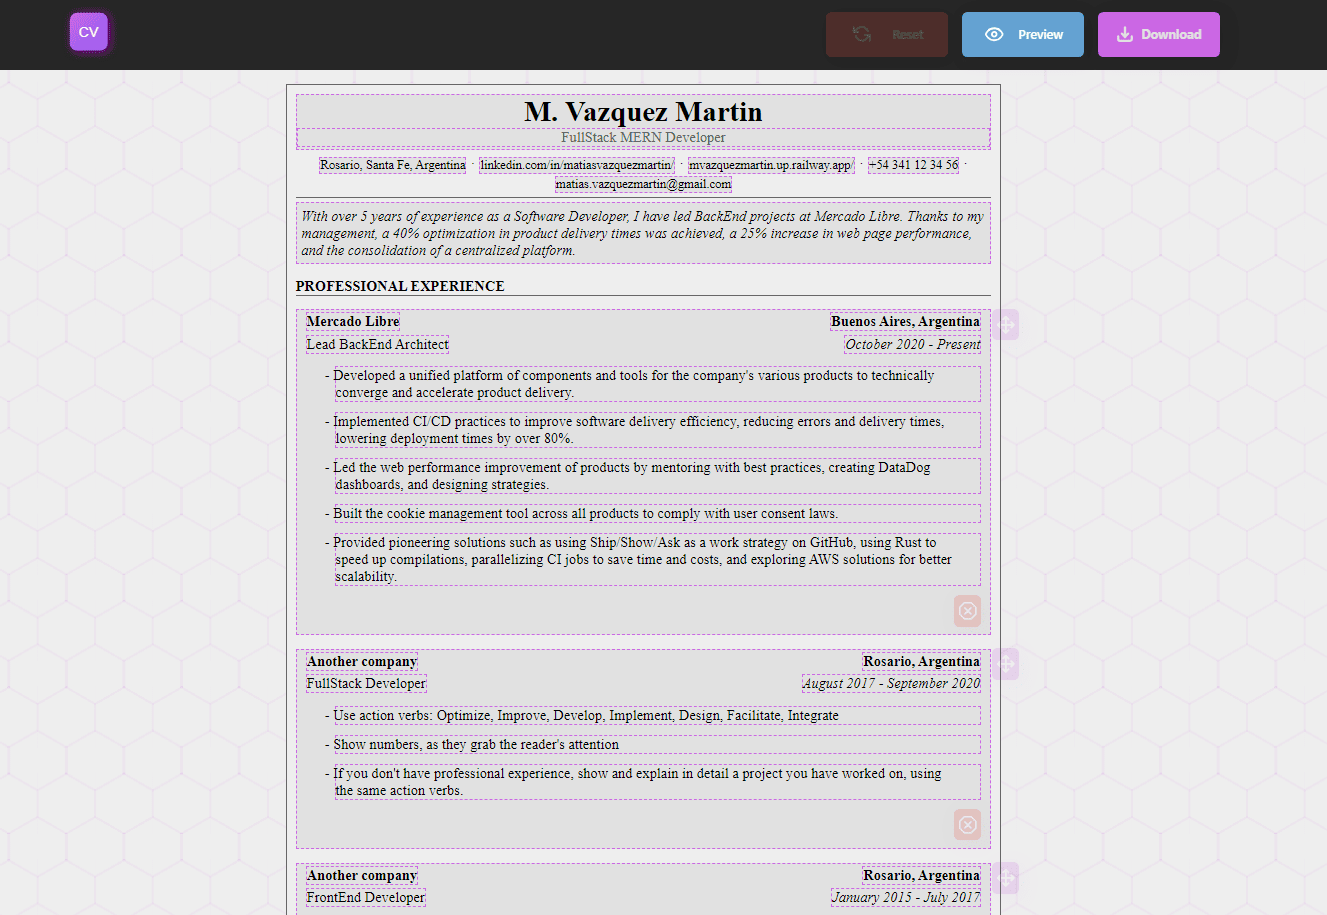 CV
Reset
Preview
Download
M. Vazquez Martin
FullStack MERN Developer
Rosario, Santa Fe, Argentina · linkedin.com/in/matiasvazquezmartin/ · mvazquezmartin.up.railway.app/ · +54 341 12 34 56 ·
matias.vazquezmartin@gmail.com
With over 5 years of experience as a Software Developer, I have led BackEnd projects at Mercado Libre. Thanks to my
management, a 40% optimization in product delivery times was achieved, a 25% increase in web page performance,
and the consolidation of a centralized platform.
PROFESSIONAL EXPERIENCE
Mercado Libre
Buenos Aires, Argentina
Lead BackEnd Architect
October 2020 - Present
- Developed a unified platform of components and tools for the company's various products to technically
converge and accelerate product delivery.
- Implemented CI/CD practices to improve software delivery efficiency, reducing errors and delivery times,
lowering deployment times by over 80%.
- Led the web performance improvement of products by mentoring with best practices, creating DataDog
dashboards, and designing strategies.
- Built the cookie management tool across all products to comply with user consent laws.
- Provided pioneering solutions such as using Ship/Show/Ask as a work strategy on GitHub, using Rust to
speed up compilations, parallelizing CI jobs to save time and costs, and exploring AWS solutions for better
scalability.
Another company
Rosario, Argentina
FullStack Developer
August 2017 - September 2020
- Use action verbs: Optimize, Improve, Develop, Implement, Design, Facilitate, Integrate
- Show numbers, as they grab the reader's attention
- If you don't have professional experience, show and explain in detail a project you have worked on, using
the same action verbs.
Another company
Rosario, Argentina
FrontEnd Developer
January 2015 - July 2017